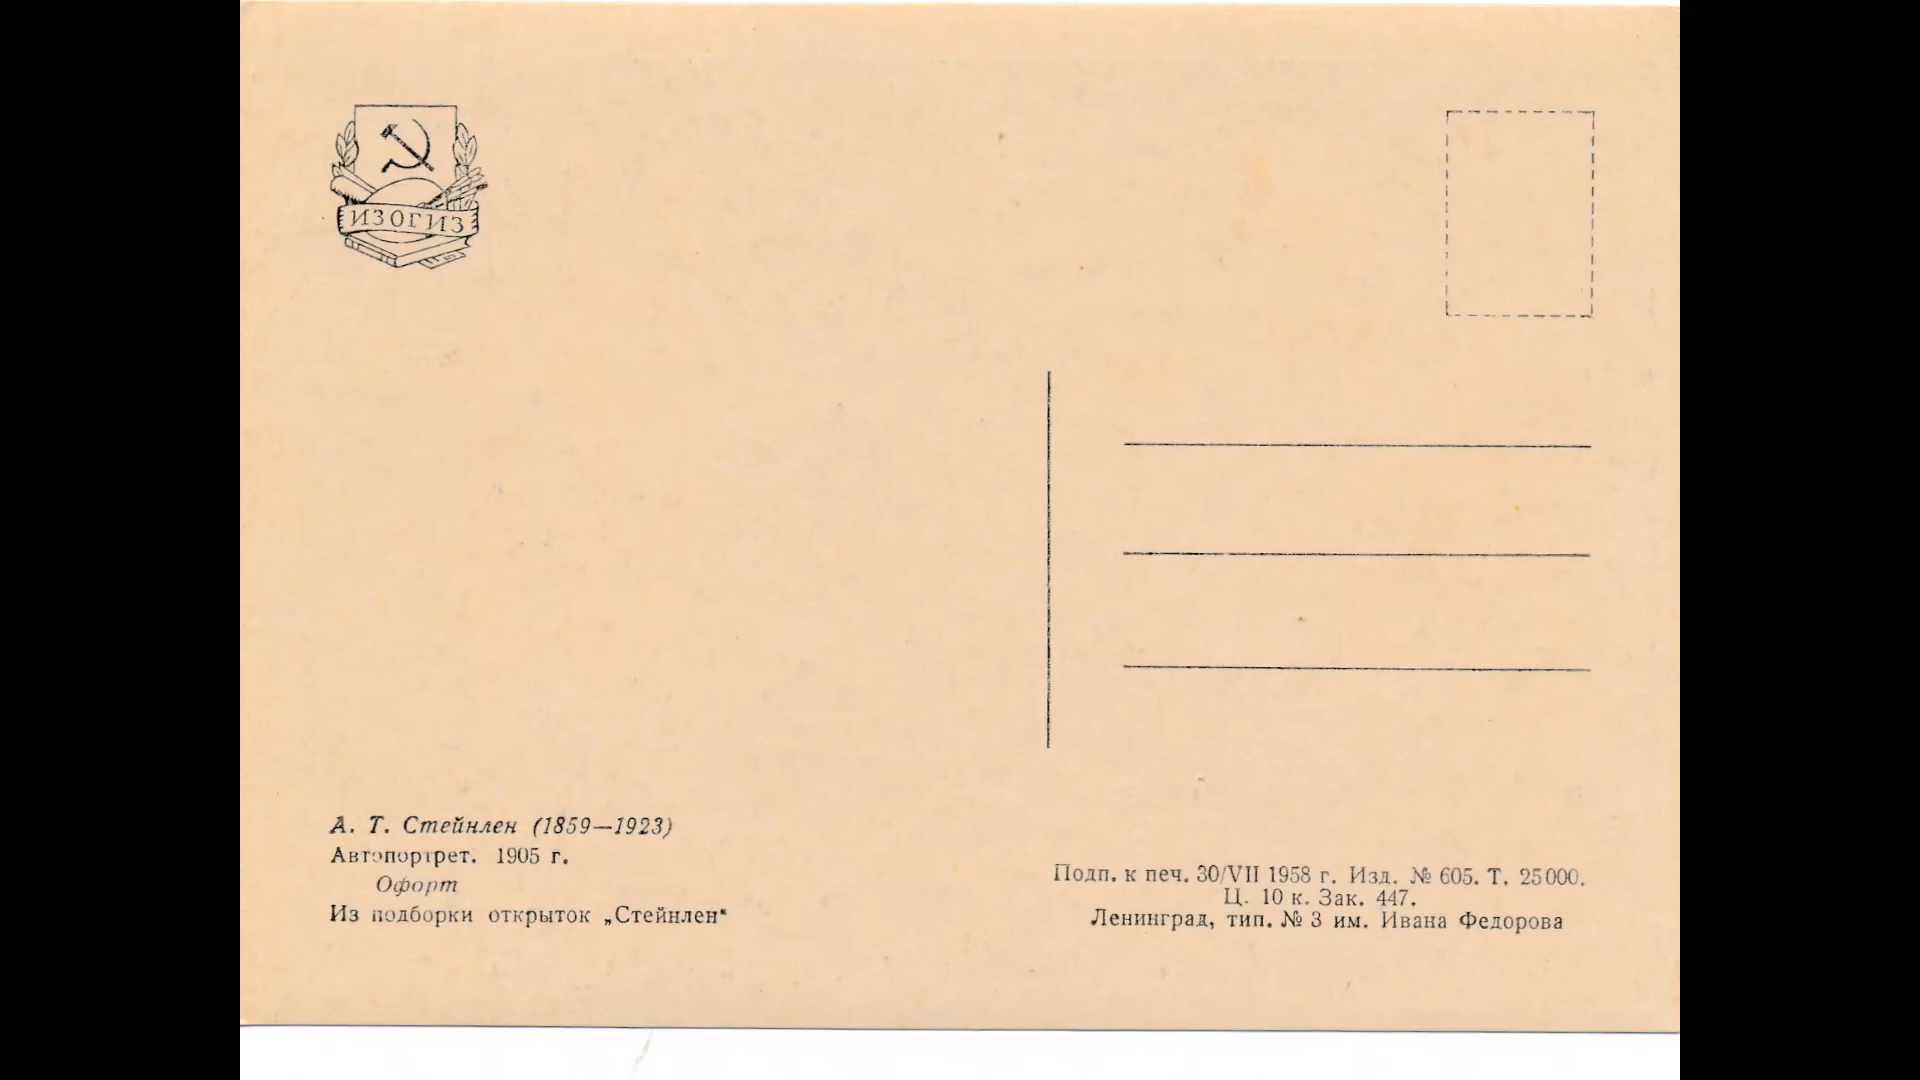 ИЗОГИЗ
А. Т. Стейнлен (1859—1923)
Автопортрет. 1905 г.
Офорт
Из подборки открыток „Стейнлен“
Подп. к печ. 30/VII 1958 г. Изд. № 605. Т. 25000.
Ц. 10 к. Зак. 447.
Ленинград, тип. № 3 им. Ивана Федорова